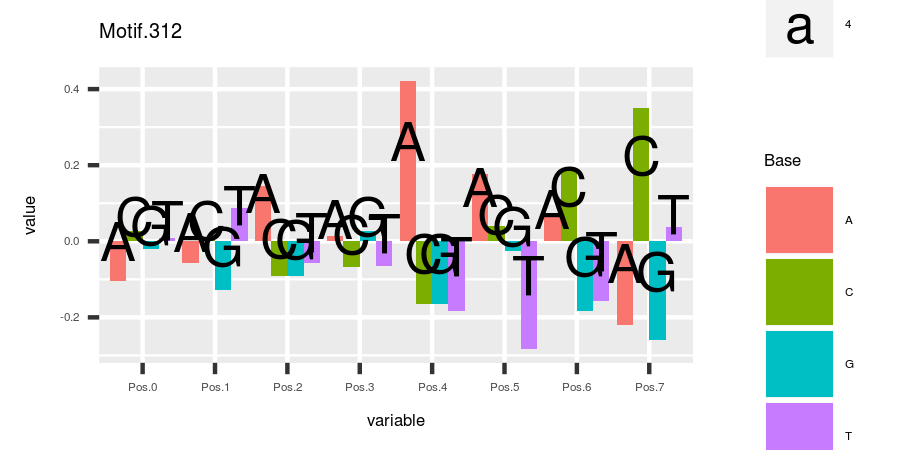 Motif.312
a 4
0.4
0.2
0.0
-0.2
value
A C G T A C G T A C G T A C G T A C G T A C G T A C G T A C G T
Pos.0 Pos.1 Pos.2 Pos.3 Pos.4 Pos.5 Pos.6 Pos.7
variable
Base
A
C
G
T